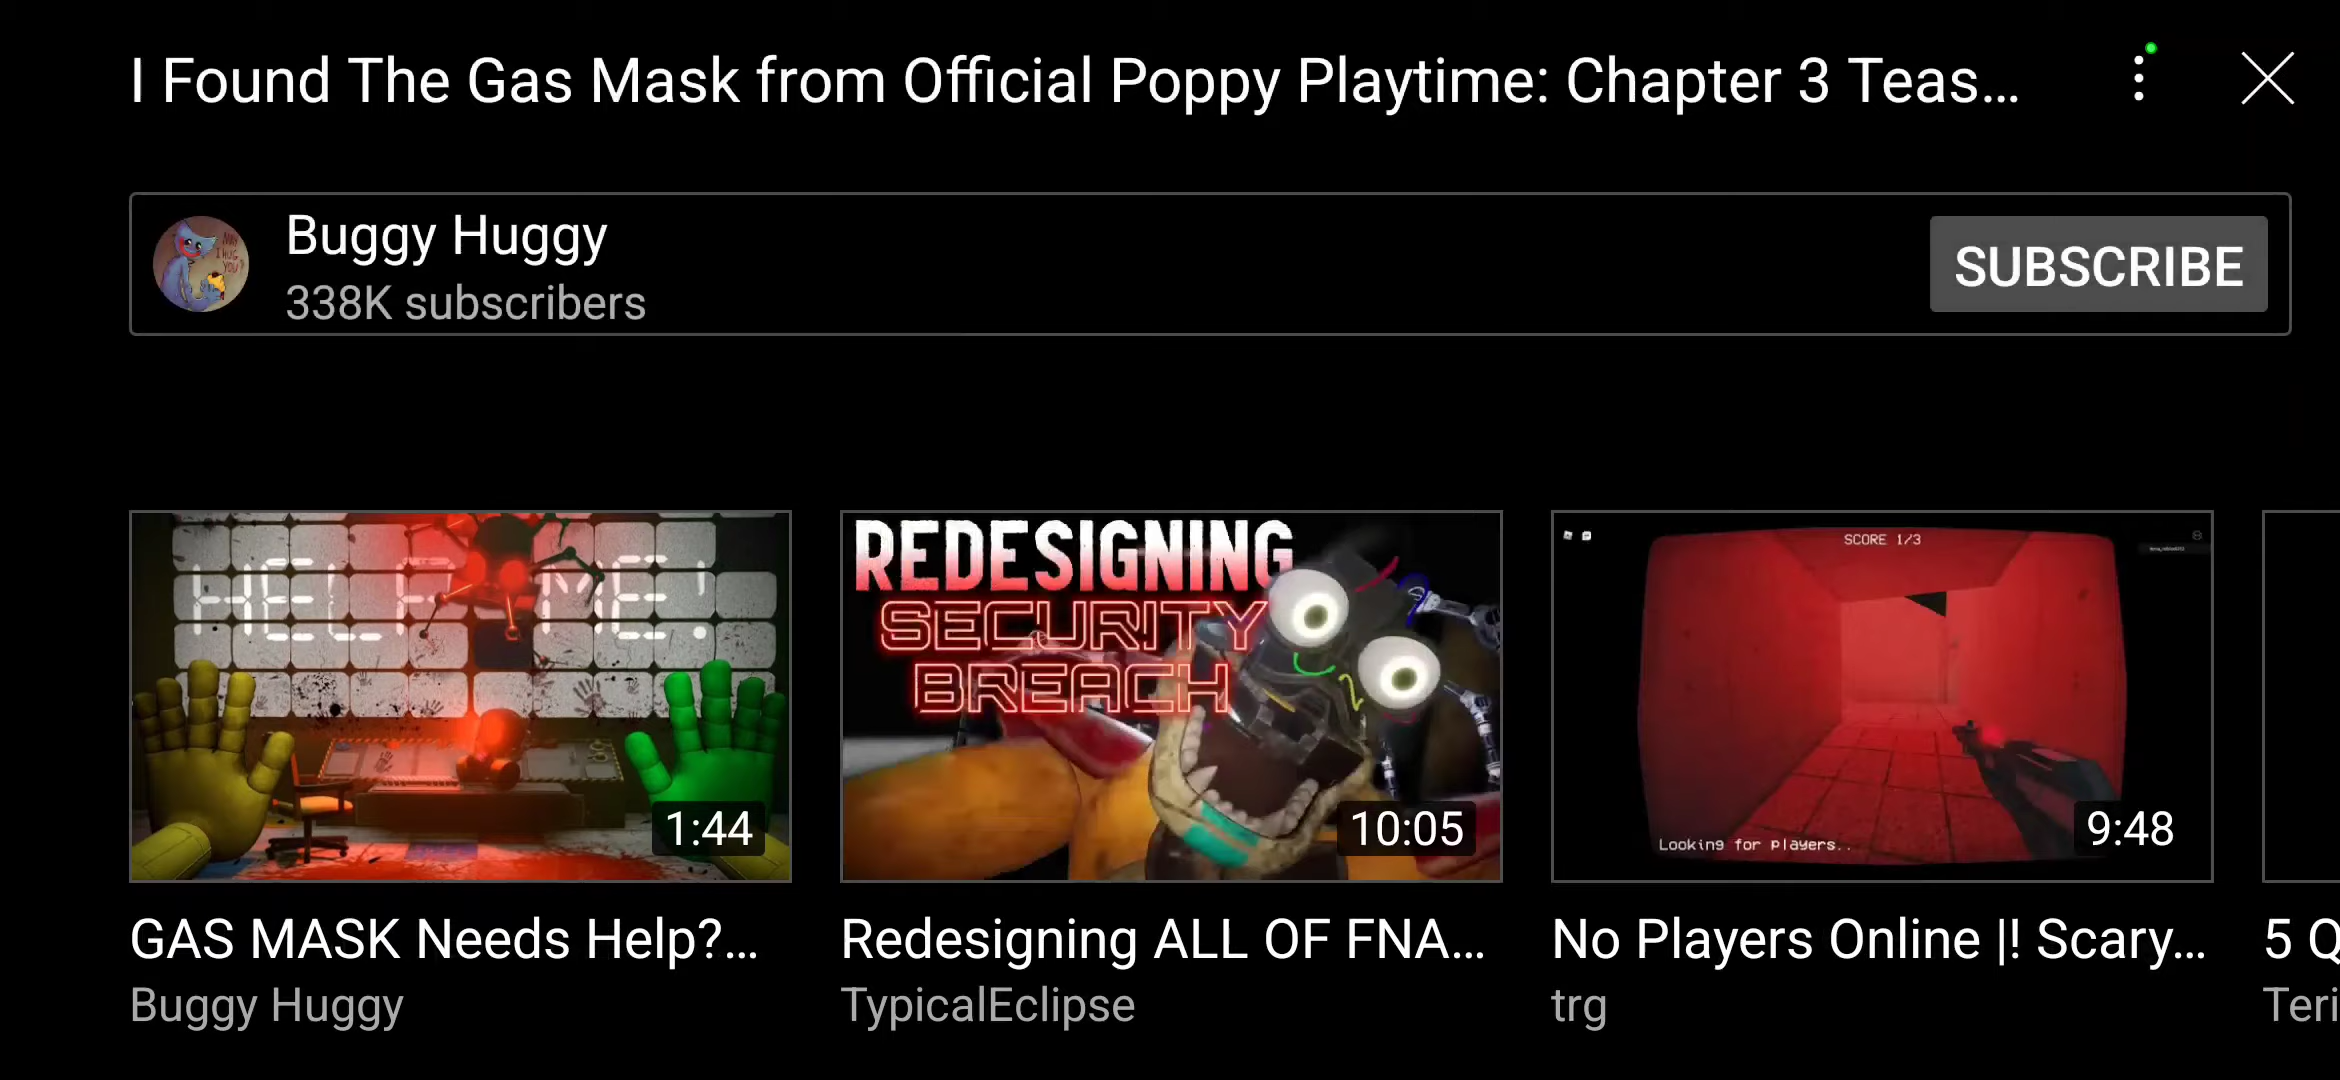 I Found The Gas Mask from Official Poppy Playtime: Chapter 3 Teas...
Buggy Huggy
338K subscribers
SUBSCRIBE
HELP ME!
1:44
REDESIGNING
SECURITY
BREACH
10:05
SCORE 1/3
Looking for players..
9:48
GAS MASK Needs Help?...
Buggy Huggy
Redesigning ALL OF FNA...
TypicalEclipse
No Players Online |! Scary...
trg
5 Q
Teri